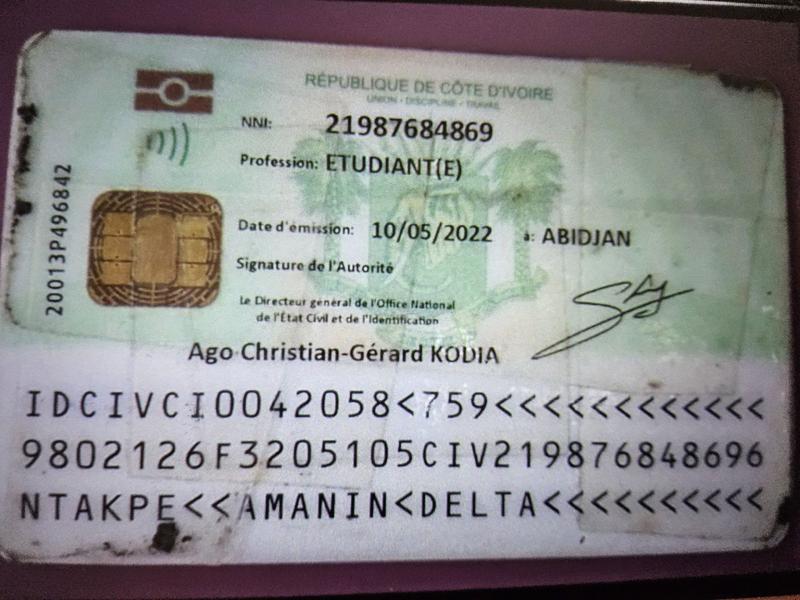 RÉPUBLIQUE DE CÔTE D'IVOIRE
UNION - DISCIPLINE - TRAVAIL
NNI: 21987684869
Profession: ETUDIANT(E)
20013P496842
Date d'émission: 10/05/2022 à: ABIDJAN
Signature de l'Autorité
Le Directeur général de l'Office National
de l'État Civil et de l'Identification
Ago Christian-Gérard KODIA
IDCIVCI0042058<759<<<<<<<<<<<<
9802126F3205105CIV219876848696
NTAKPE<<AMANIN<DELTA<<<<<<<<<<